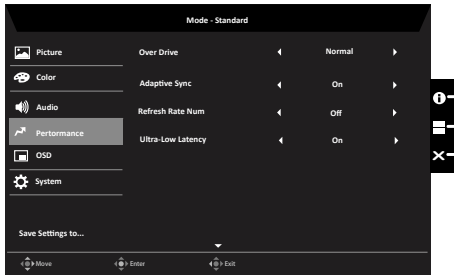 Mode - Standard
Picture
Over Drive Normal
Color
Adaptive Sync On
Audio
Refresh Rate Num Off
Pertormance
Ultra-Low Latency On
OSD
System
Save Settings to...
Move Enter Exit